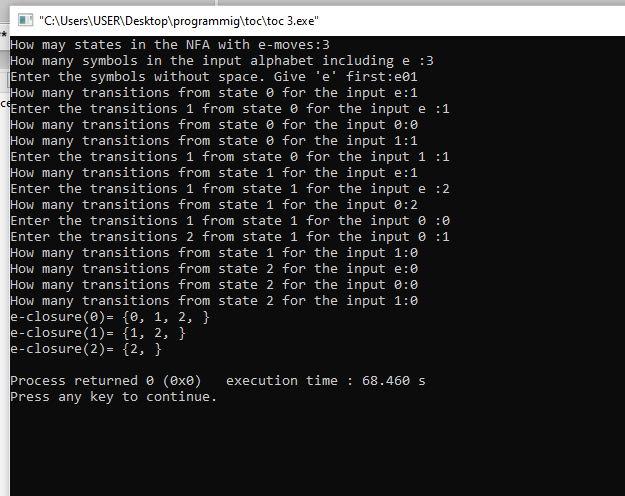 "C:\Users\USER\Desktop\programmig\toc\toc 3.exe"
How may states in the NFA with e-moves:3
How many symbols in the input alphabet including e :3
Enter the symbols without space. Give 'e' first:e01
How many transitions from state 0 for the input e:1
Enter the transitions 1 from state 0 for the input e :1
How many transitions from state 0 for the input 0:0
How many transitions from state 0 for the input 1:1
Enter the transitions 1 from state 0 for the input 1 :1
How many transitions from state 1 for the input e:1
Enter the transitions 1 from state 1 for the input e :2
How many transitions from state 1 for the input 0:2
Enter the transitions 1 from state 1 for the input 0 :0
Enter the transitions 2 from state 1 for the input 0 :1
How many transitions from state 1 for the input 1:0
How many transitions from state 2 for the input e:0
How many transitions from state 2 for the input 0:0
How many transitions from state 2 for the input 1:0
e-closure(0)= {0, 1, 2, }
e-closure(1)= {1, 2, }
e-closure(2)= {2, }
Process returned 0 (0x0)   execution time : 68.460 s
Press any key to continue.